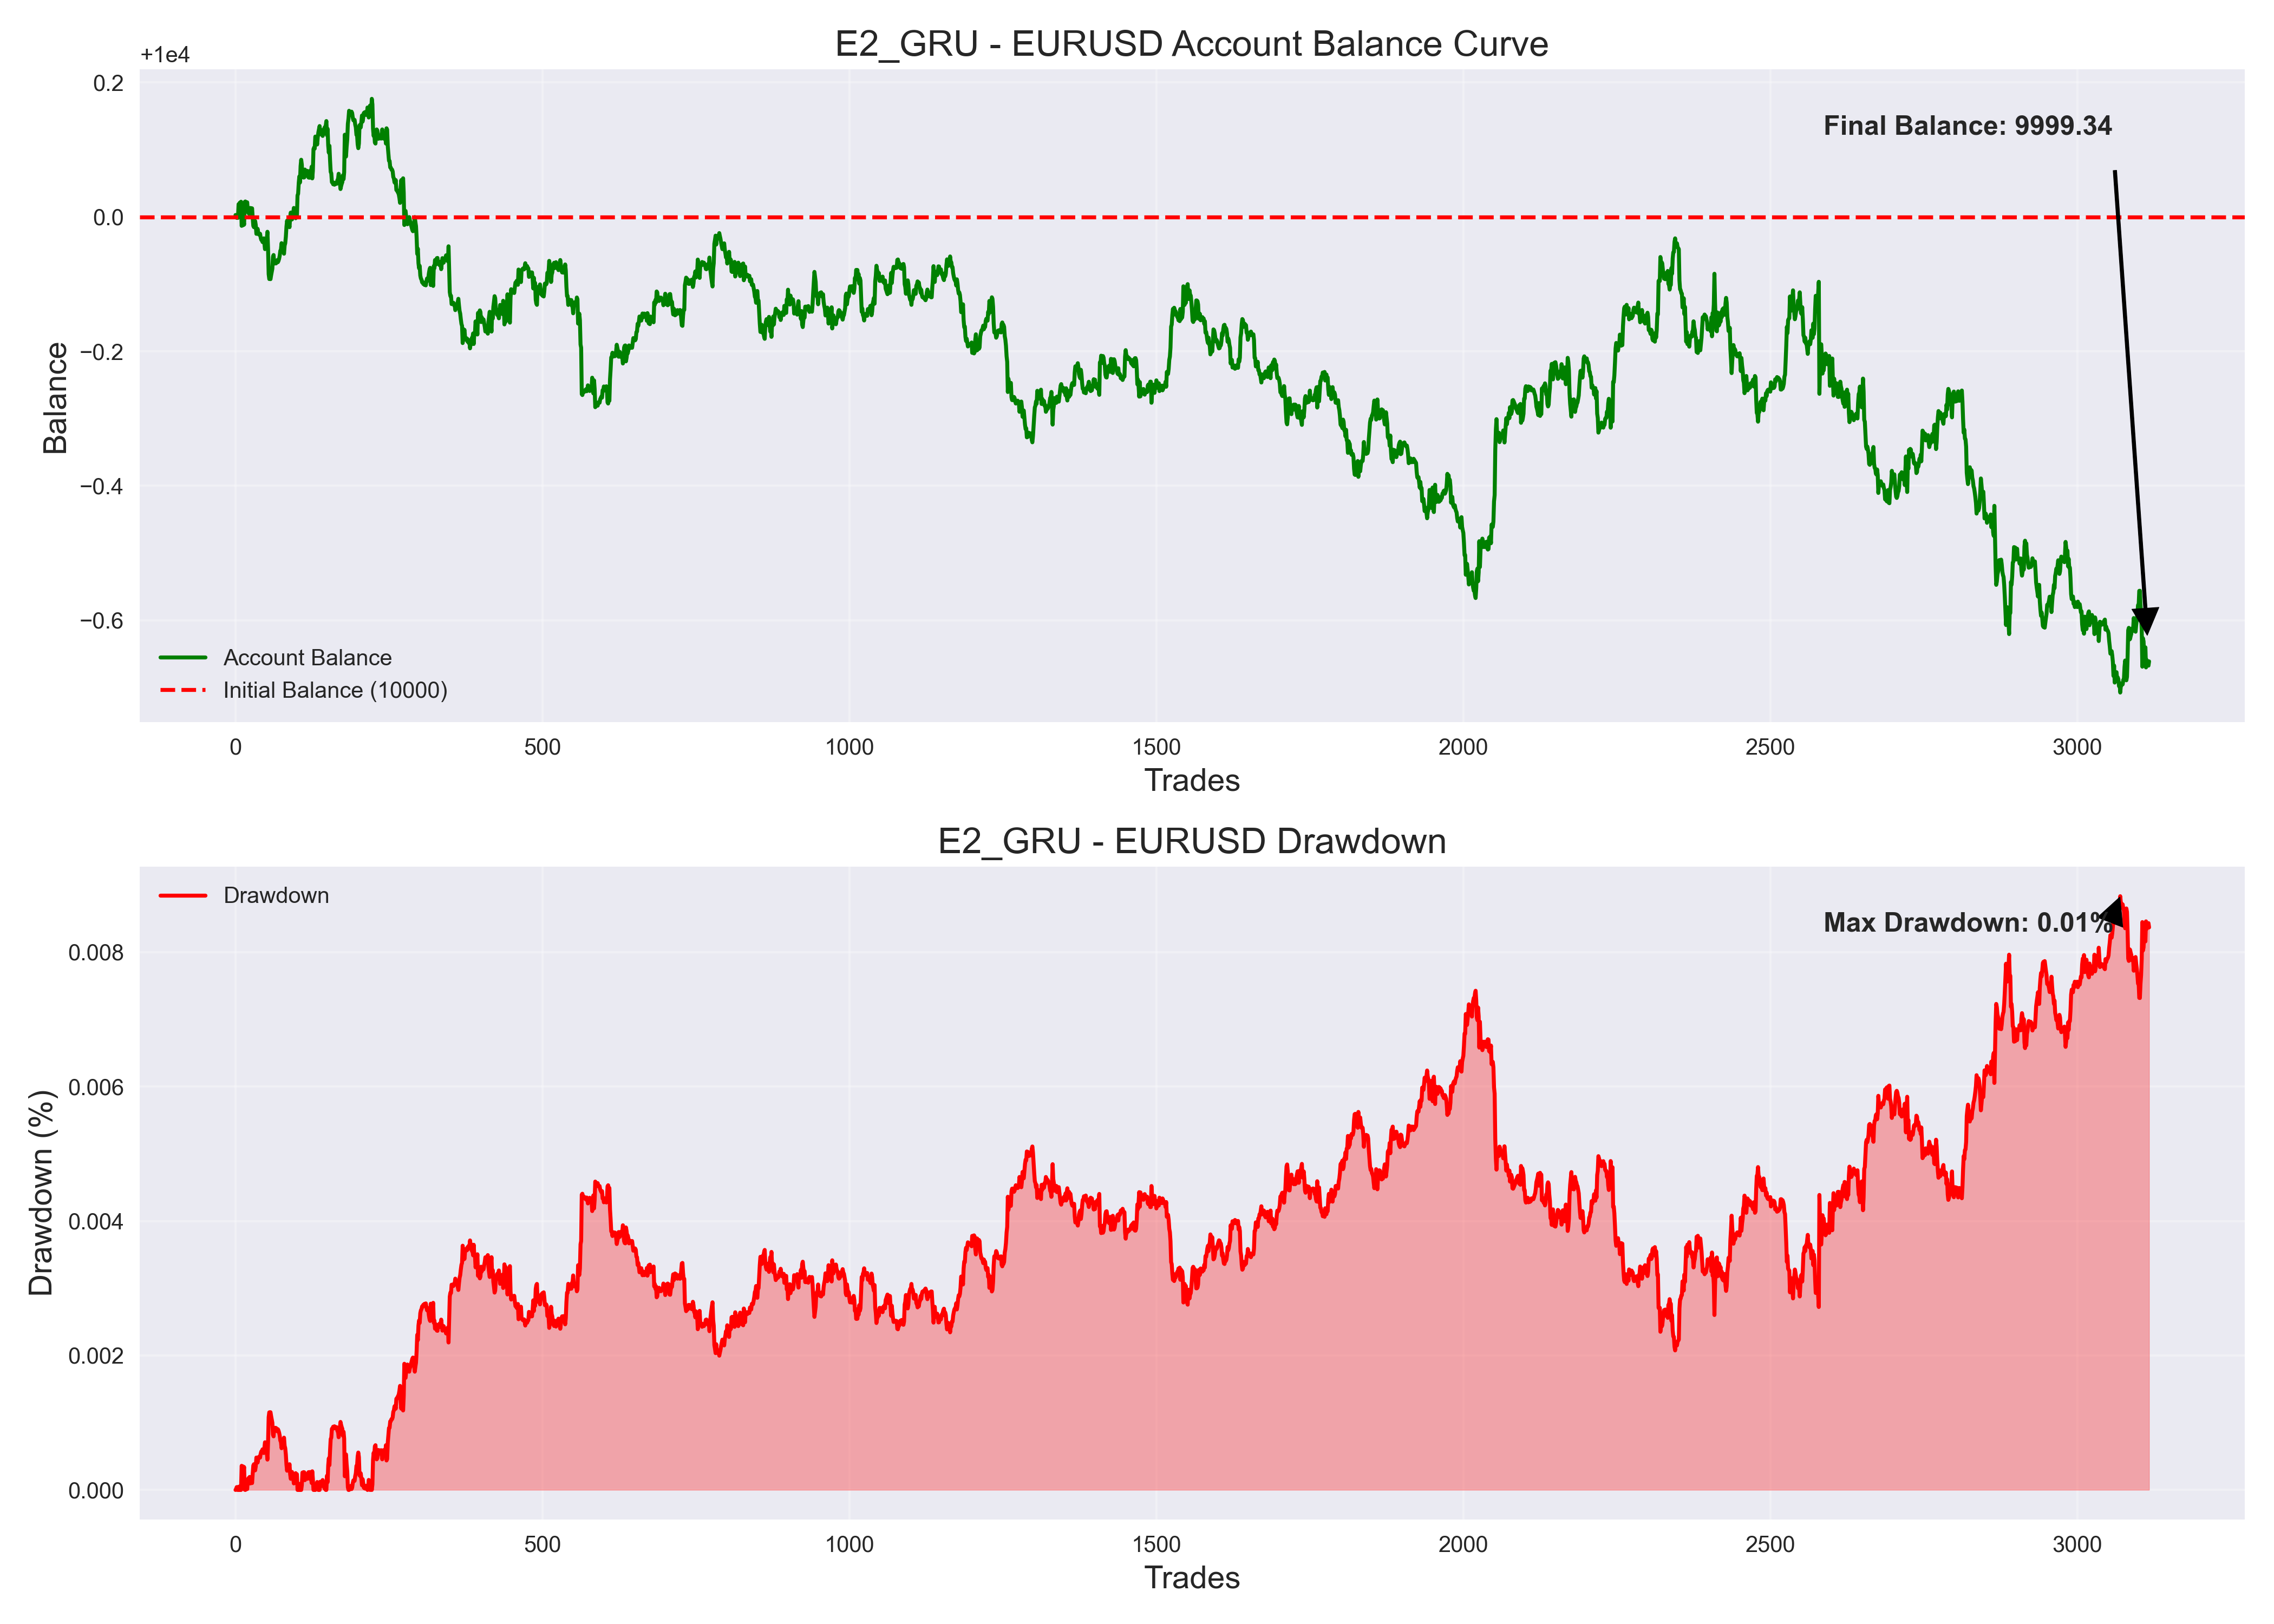 E2_GRU - EURUSD Account Balance Curve
+1e4
0.2
0.0
−0.2
−0.4
−0.6
Balance
Final Balance: 9999.34
Account Balance
Initial Balance (10000)
0 500 1000 1500 2000 2500 3000
Trades
E2_GRU - EURUSD Drawdown
Drawdown
Max Drawdown: 0.01%
0.008
0.006
0.004
0.002
0.000
Drawdown (%)
0 500 1000 1500 2000 2500 3000
Trades